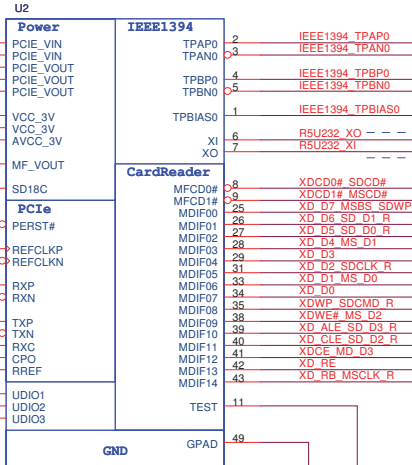 U2
Power IEEE1394
PCIE_VIN TPAP0 2 IEEE1394_TPAP0
PCIE_VIN TPAN0 3 IEEE1394_TPAN0
PCIE_VOUT
PCIE_VOUT TPBP0 4 IEEE1394_TPBP0
PCIE_VOUT TPBN0 5 IEEE1394_TPBN0
VCC_3V TPBIAS0 1 IEEE1394_TPBIAS0
VCC_3V
AVCC_3V XI 6 R5U232_XO
XO 7 R5U232_XI
MF_VOUT
CardReader
SD18C MFCD0# 8 XDCD0#_SDCD#
MFCD1# 9 XDCD1#_MSCD#
PCIe MDIF00 25 XD_D7_MSBS_SDWP
PERST# MDIF01 26 XD_D6_SD_D1_R
MDIF02 27 XD_D5_SD_D0_R
REFCLKP MDIF03 28 XD_D4_MS_D1
REFCLKN MDIF04 29 XD_D3
MDIF05 31 XD_D2_SDCLK_R
RXP MDIF06 33 XD_D1_MS_D0
RXN MDIF07 34 XD_D0
MDIF08 35 XDWP_SDCMD_R
TXP MDIF09 38 XDWE#_MS_D2
TXN MDIF10 39 XD_ALE_SD_D3_R
RXC MDIF11 40 XD_CLE_SD_D2_R
CPO MDIF12 41 XDCE_MD_D3
RREF MDIF13 42 XD_RE
MDIF14 43 XD_RB_MSCLK_R
UDIO1
UDIO2 TEST 11
UDIO3
GND GPAD 49